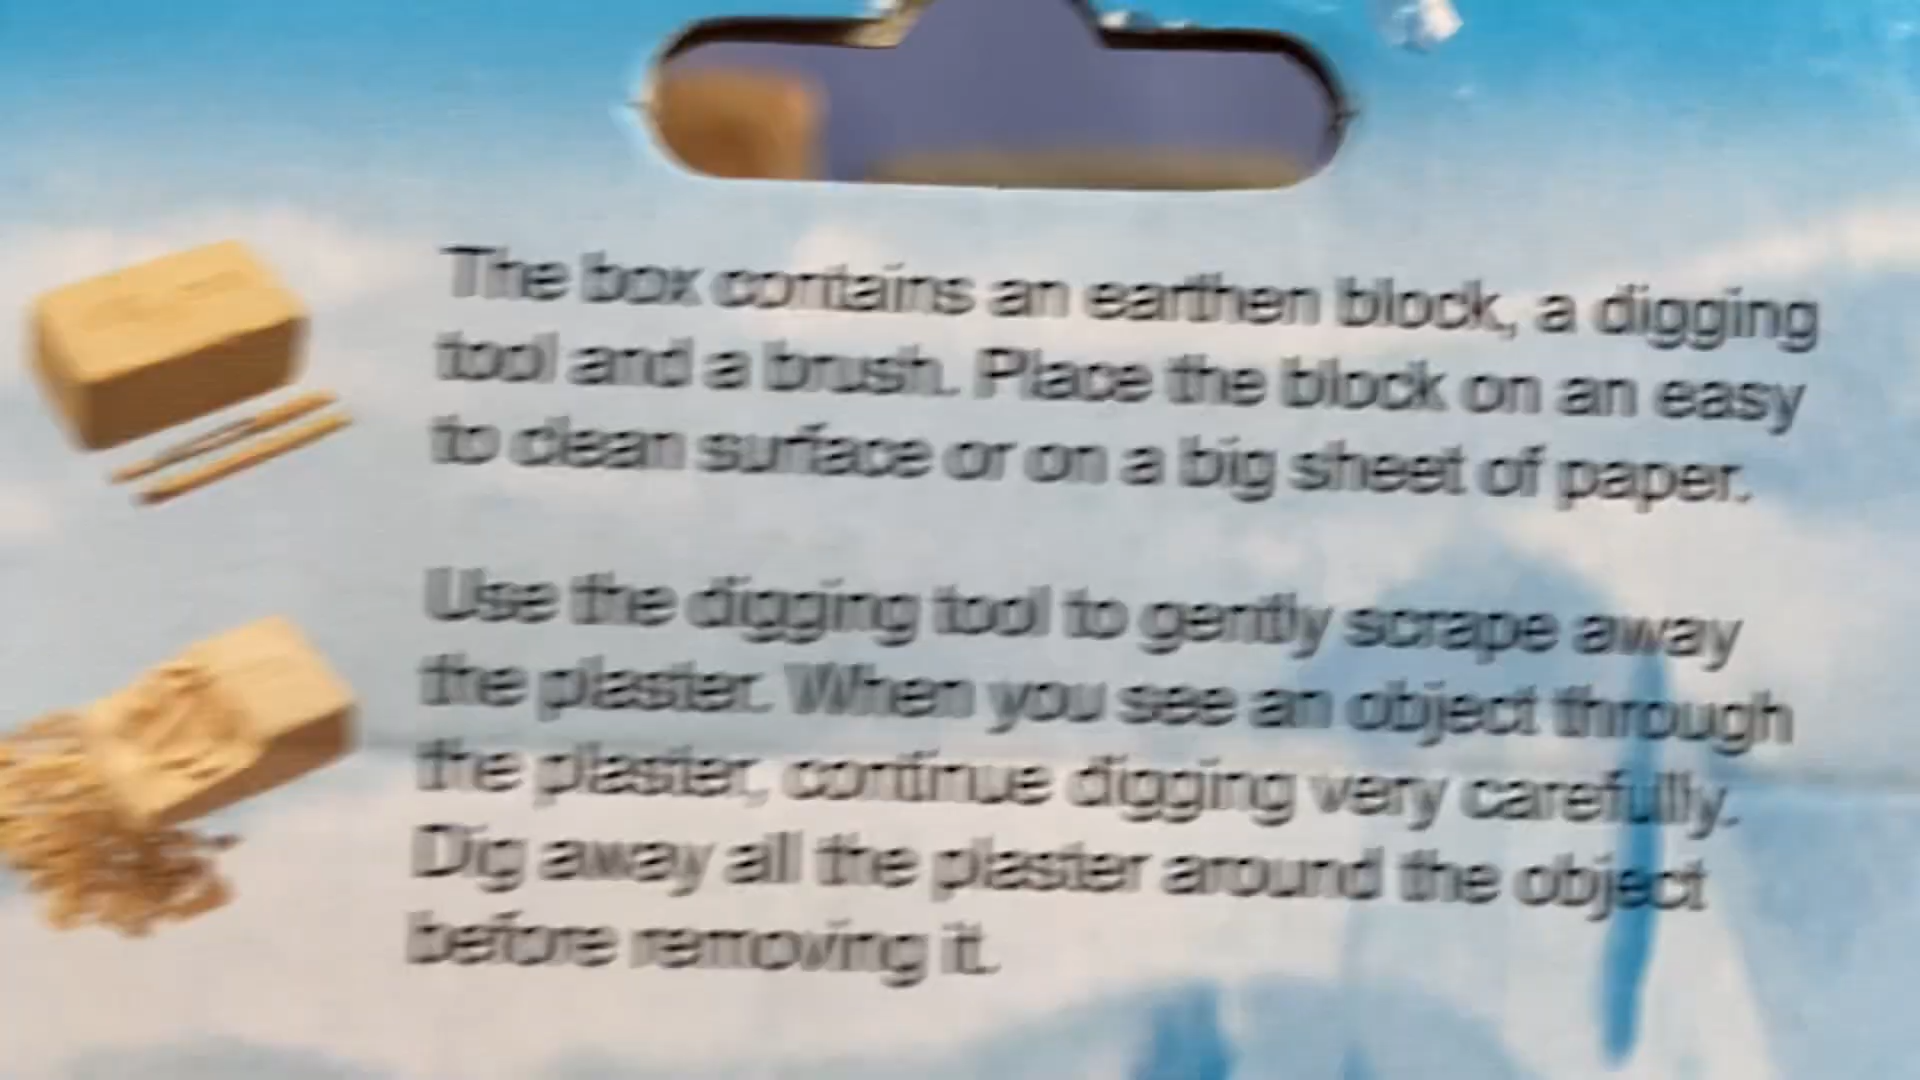 The box contains an earthen block, a digging
tool and a brush. Place the block on an easy
to clean surface or on a big sheet of paper.
Use the digging tool to gently scrape away
the plaster. When you see an object through
the plaster, continue digging very carefully.
Dig away all the plaster around the object
before removing it.